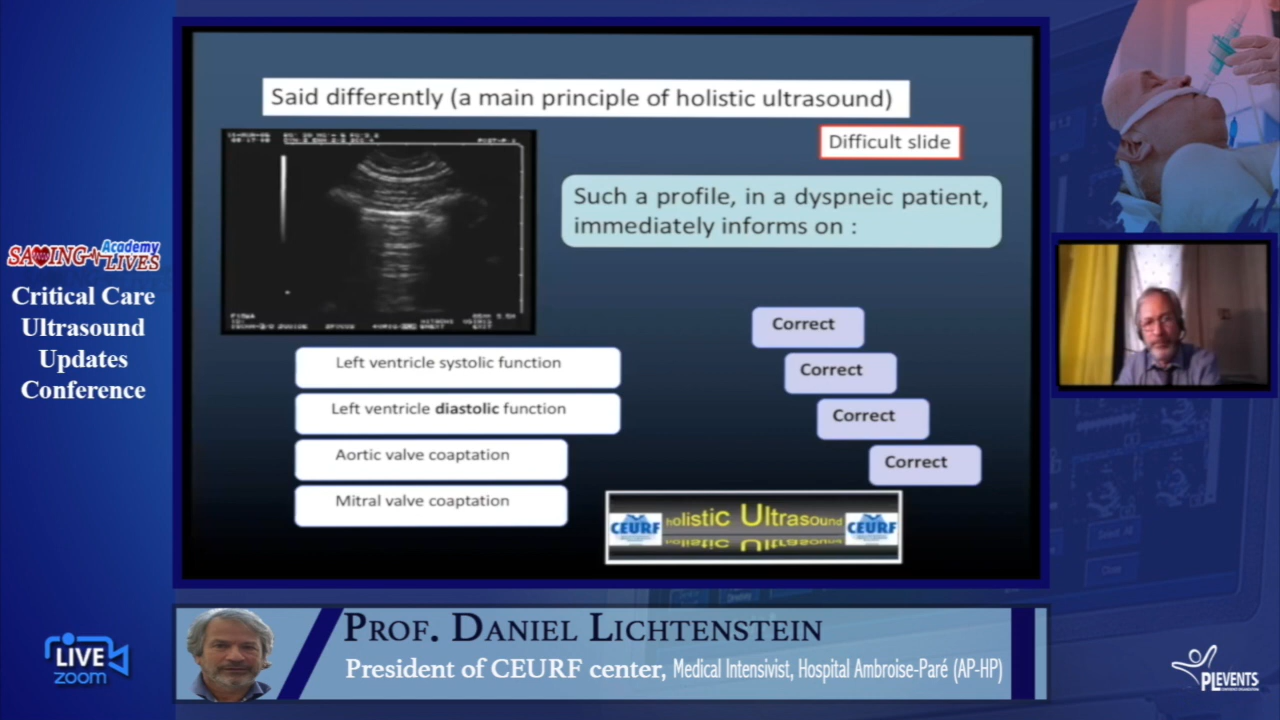 Said differently (a main principle of holistic ultrasound)
Difficult slide
Such a profile, in a dyspneic patient,
immediately informs on :
Correct
Left ventricle systolic function
Correct
Left ventricle diastolic function
Correct
Aortic valve coaptation
Correct
Mitral valve coaptation
CEURF
holistic Ultrasound
CEURF
SAVING LIVES Academy
Critical Care
Ultrasound
Updates
Conference
LIVE
zoom
PROF. DANIEL LICHTENSTEIN
President of CEURF center, Medical Intensivist, Hospital Ambroise-Paré (AP-HP)
PLEVENTS